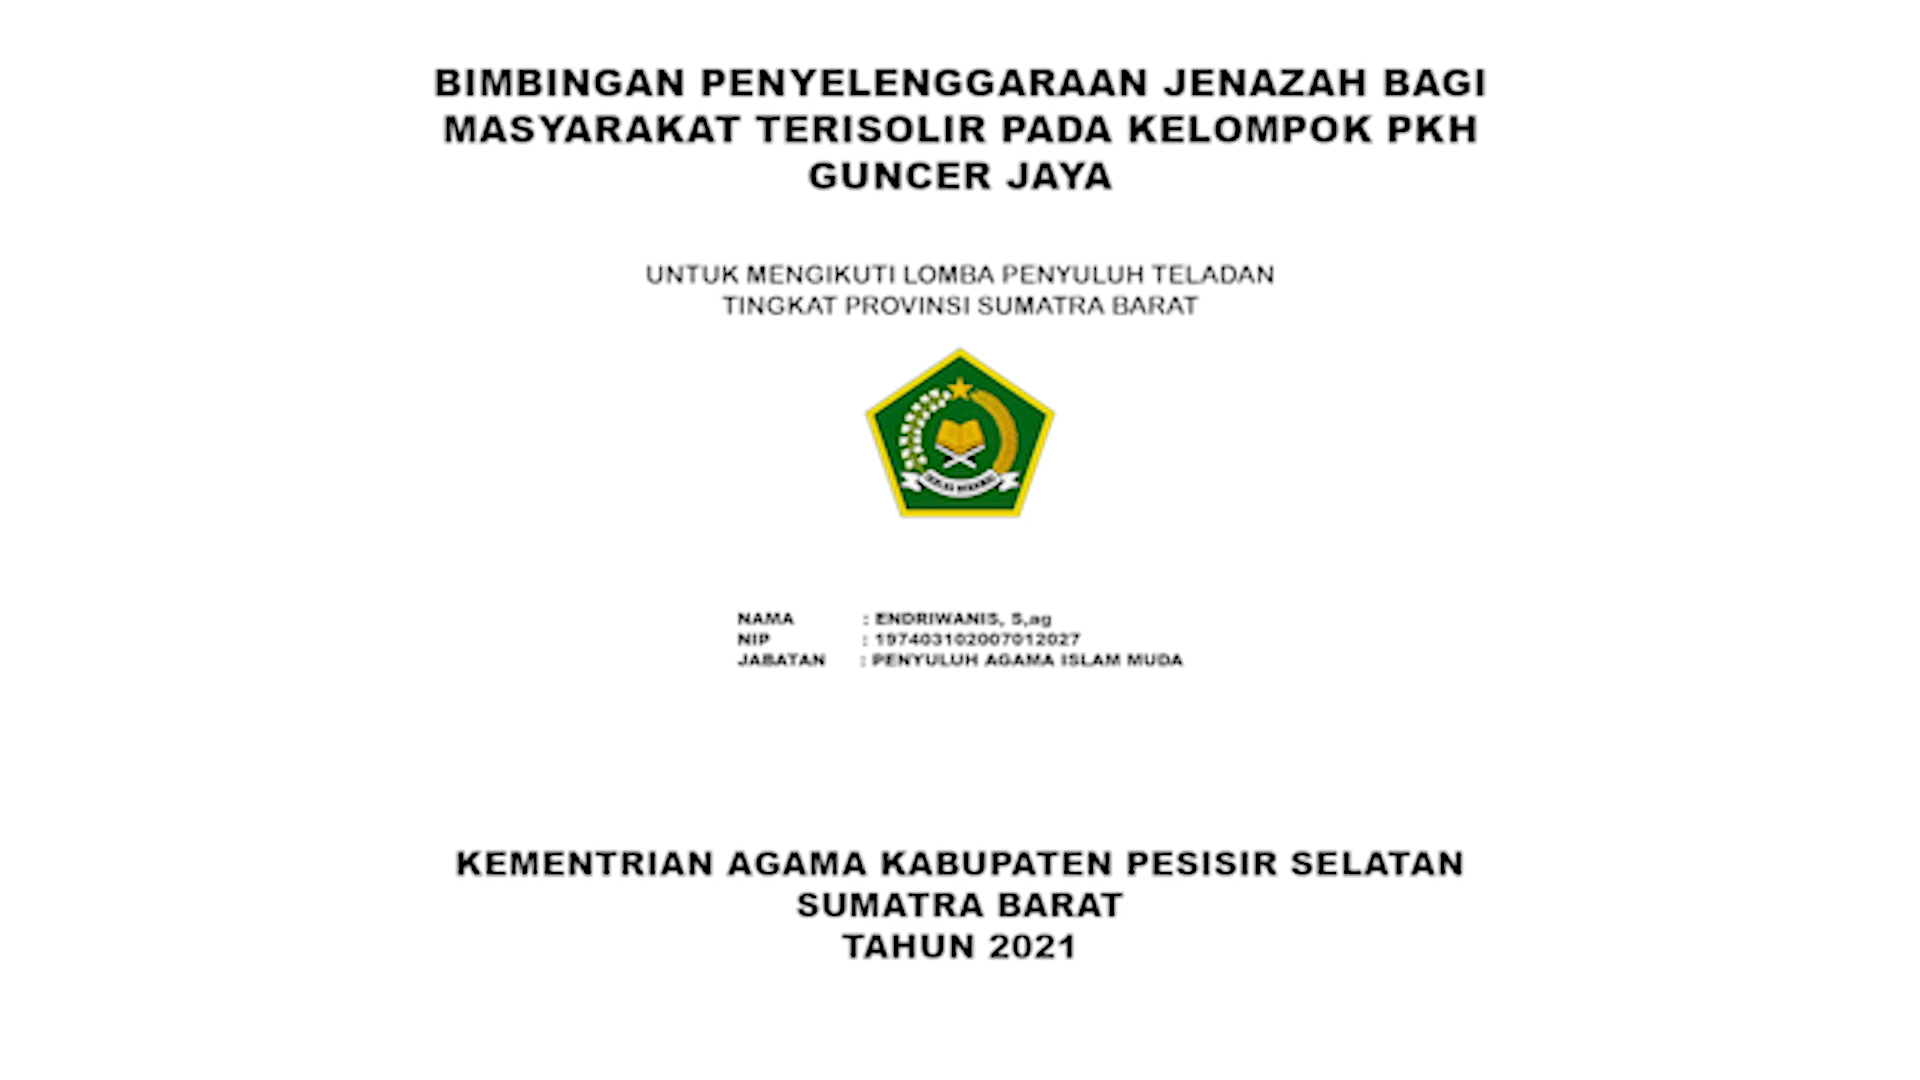 BIMBINGAN PENYELENGGARAAN JENAZAH BAGI
MASYARAKAT TERISOLIR PADA KELOMPOK PKH
GUNCER JAYA
UNTUK MENGIKUTI LOMBA PENYULUH TELADAN
TINGKAT PROVINSI SUMATRA BARAT
NAMA : ENDRIWANIS, S,ag
NIP : 197403102007012027
JABATAN : PENYULUH AGAMA ISLAM MUDA
KEMENTRIAN AGAMA KABUPATEN PESISIR SELATAN
SUMATRA BARAT
TAHUN 2021